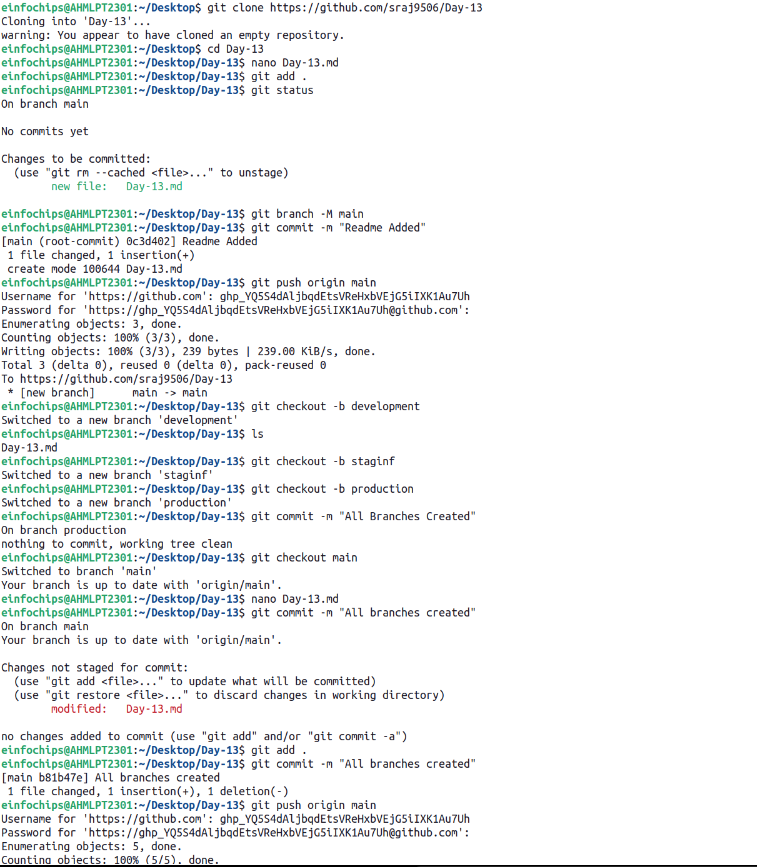 einfochips@AHMLPT2301:~/Desktop$ git clone https://github.com/sraj9506/Day-13
Cloning into 'Day-13'...
warning: You appear to have cloned an empty repository.
einfochips@AHMLPT2301:~/Desktop$ cd Day-13
einfochips@AHMLPT2301:~/Desktop/Day-13$ nano Day-13.md
einfochips@AHMLPT2301:~/Desktop/Day-13$ git add .
einfochips@AHMLPT2301:~/Desktop/Day-13$ git status
On branch main
No commits yet
Changes to be committed:
(use "git rm --cached <file>..." to unstage)
new file: Day-13.md
einfochips@AHMLPT2301:~/Desktop/Day-13$ git branch -M main
einfochips@AHMLPT2301:~/Desktop/Day-13$ git commit -m "Readme Added"
[main (root-commit) 0c3d402] Readme Added
1 file changed, 1 insertion(+)
create mode 100644 Day-13.md
einfochips@AHMLPT2301:~/Desktop/Day-13$ git push origin main
Username for 'https://github.com': [access token redacted]
Password for 'https://[access token redacted]@github.com':
Enumerating objects: 3, done.
Counting objects: 100% (3/3), done.
Writing objects: 100% (3/3), 239 bytes | 239.00 KiB/s, done.
Total 3 (delta 0), reused 0 (delta 0), pack-reused 0
To https://github.com/sraj9506/Day-13
* [new branch] main -> main
einfochips@AHMLPT2301:~/Desktop/Day-13$ git checkout -b development
Switched to a new branch 'development'
einfochips@AHMLPT2301:~/Desktop/Day-13$ ls
Day-13.md
einfochips@AHMLPT2301:~/Desktop/Day-13$ git checkout -b staginf
Switched to a new branch 'staginf'
einfochips@AHMLPT2301:~/Desktop/Day-13$ git checkout -b production
Switched to a new branch 'production'
einfochips@AHMLPT2301:~/Desktop/Day-13$ git commit -m "All Branches Created"
On branch production
nothing to commit, working tree clean
einfochips@AHMLPT2301:~/Desktop/Day-13$ git checkout main
Switched to branch 'main'
Your branch is up to date with 'origin/main'.
einfochips@AHMLPT2301:~/Desktop/Day-13$ nano Day-13.md
einfochips@AHMLPT2301:~/Desktop/Day-13$ git commit -m "All branches created"
On branch main
Your branch is up to date with 'origin/main'.
Changes not staged for commit:
(use "git add <file>..." to update what will be committed)
(use "git restore <file>..." to discard changes in working directory)
modified: Day-13.md
no changes added to commit (use "git add" and/or "git commit -a")
einfochips@AHMLPT2301:~/Desktop/Day-13$ git add .
einfochips@AHMLPT2301:~/Desktop/Day-13$ git commit -m "All branches created"
[main b81b47e] All branches created
1 file changed, 1 insertion(+), 1 deletion(-)
einfochips@AHMLPT2301:~/Desktop/Day-13$ git push origin main
Username for 'https://github.com': [access token redacted]
Password for 'https://[access token redacted]@github.com':
Enumerating objects: 5, done.
Counting objects: 100% (5/5), done.